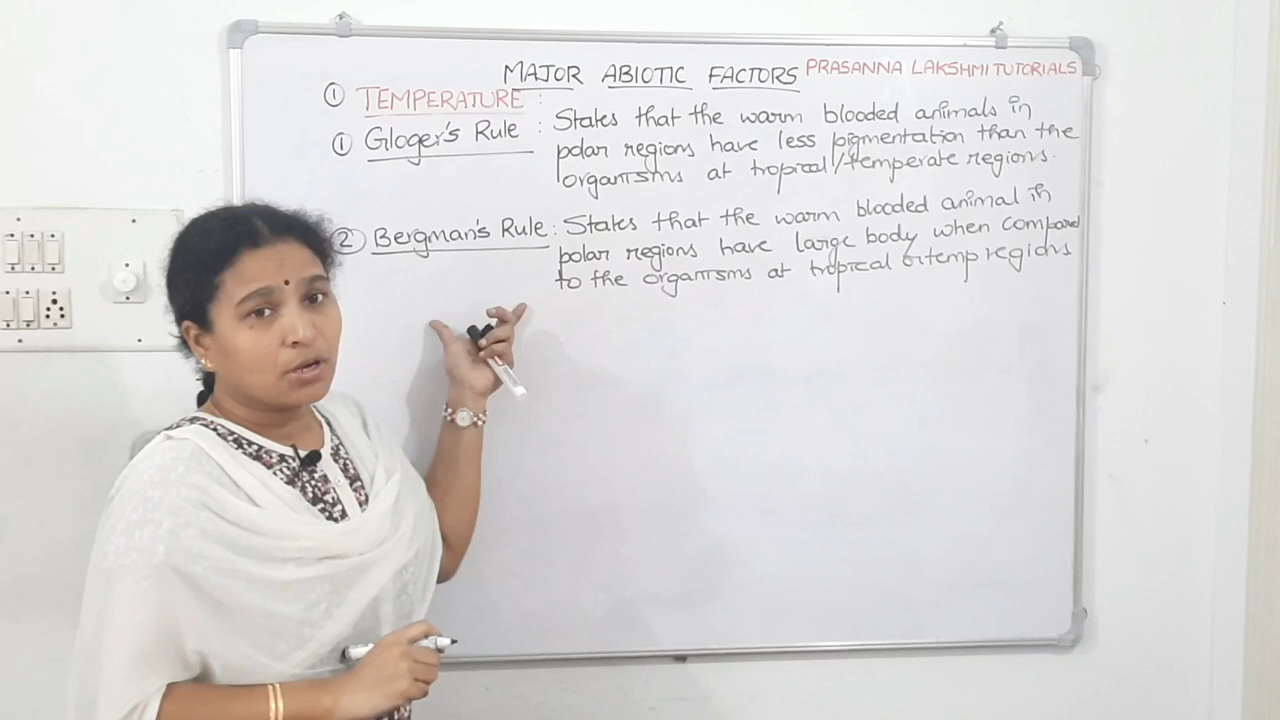 MAJOR ABIOTIC FACTORS PRASANNA LAKSHMI TUTORIALS
① TEMPERATURE :
① Gloger's Rule : States that the warm blooded animals in
polar regions have less pigmentation than the
organisms at tropical/temperate regions.
② Bergman's Rule : States that the warm blooded animal in
polar regions have large body when compared
to the organisms at tropical or temp regions